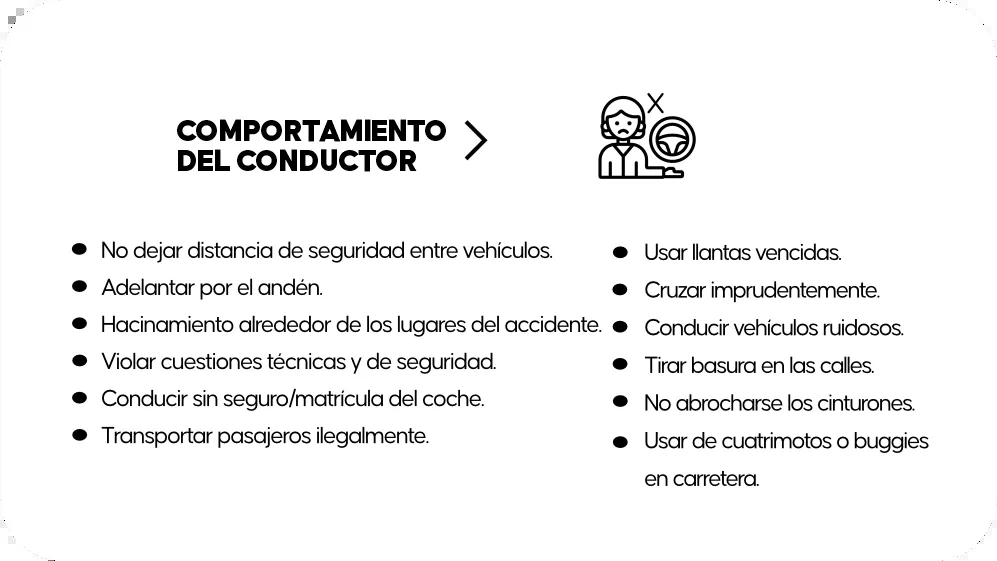 COMPORTAMIENTO
DEL CONDUCTOR
No dejar distancia de seguridad entre vehículos.
Adelantar por el andén.
Hacinamiento alrededor de los lugares del accidente.
Violar cuestiones técnicas y de seguridad.
Conducir sin seguro/matrícula del coche.
Transportar pasajeros ilegalmente.
Usar llantas vencidas.
Cruzar imprudentemente.
Conducir vehículos ruidosos.
Tirar basura en las calles.
No abrocharse los cinturones.
Usar de cuatrimotos o buggies
en carretera.